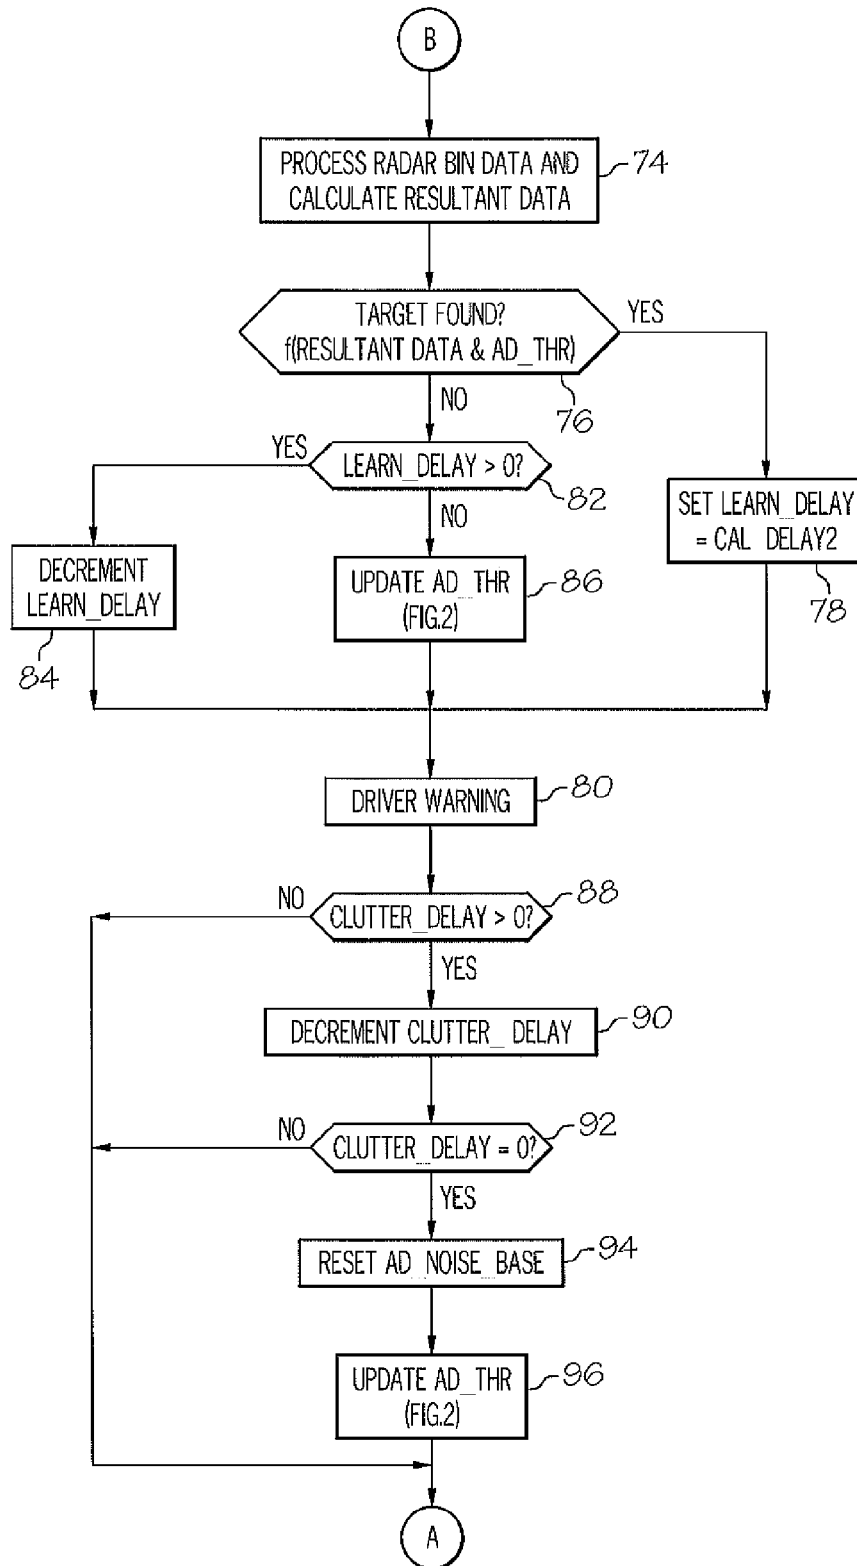 B
PROCESS RADAR BIN DATA AND
CALCULATE RESULTANT DATA
74
TARGET FOUND?
f(RESULTANT DATA & AD_THR)
YES
76
NO
YES
LEARN_DELAY > 0?
82
NO
SET LEARN_DELAY
= CAL_DELAY2
78
DECREMENT
LEARN_DELAY
84
UPDATE AD_THR
(FIG.2)
86
DRIVER WARNING
80
NO
CLUTTER_DELAY > 0?
88
YES
DECREMENT CLUTTER_ DELAY
90
NO
CLUTTER_DELAY = 0?
92
YES
RESET AD_NOISE_BASE
94
UPDATE AD_THR
(FIG.2)
96
A